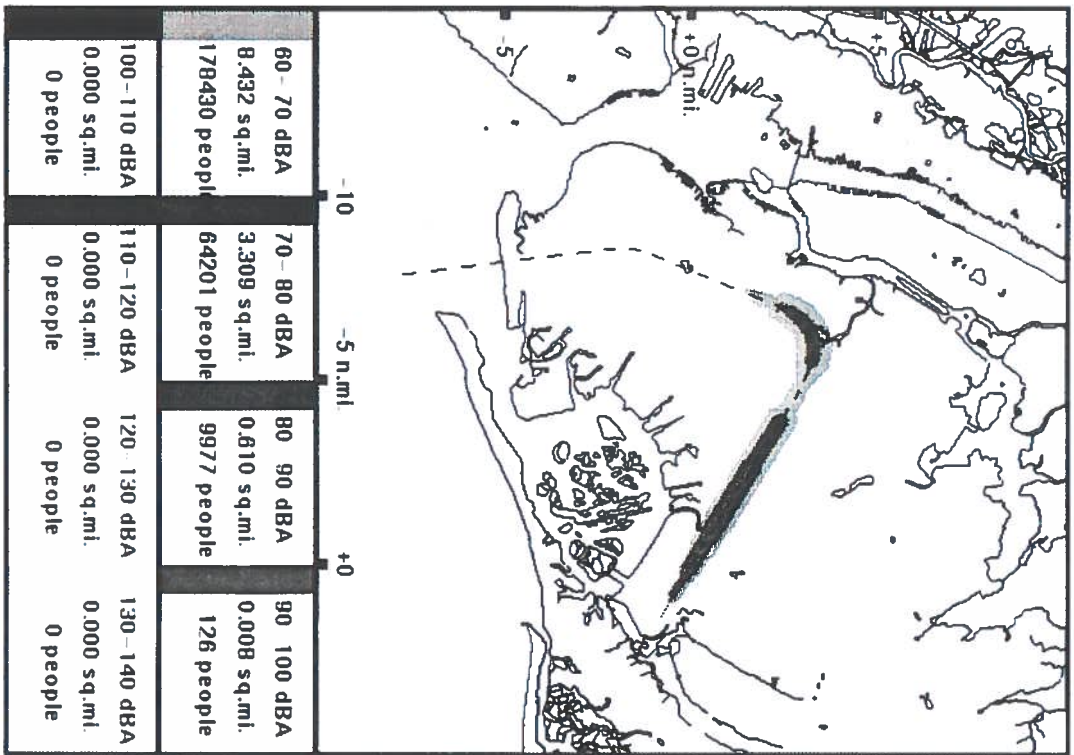 +5
+0 n.mi.
-5
-10
-5 n.mi.
+0
60-70 dBA
8.432 sq.mi.
178430 people
70-80 dBA
3.309 sq.mi.
64201 people
80 90 dBA
0.610 sq.mi.
9977 people
90 100 dBA
0.008 sq.mi.
126 people
100-110 dBA
0.000 sq.mi.
0 people
110-120 dBA
0.000 sq.mi.
0 people
120-130 dBA
0.000 sq.mi.
0 people
130-140 dBA
0.000 sq.mi.
0 people